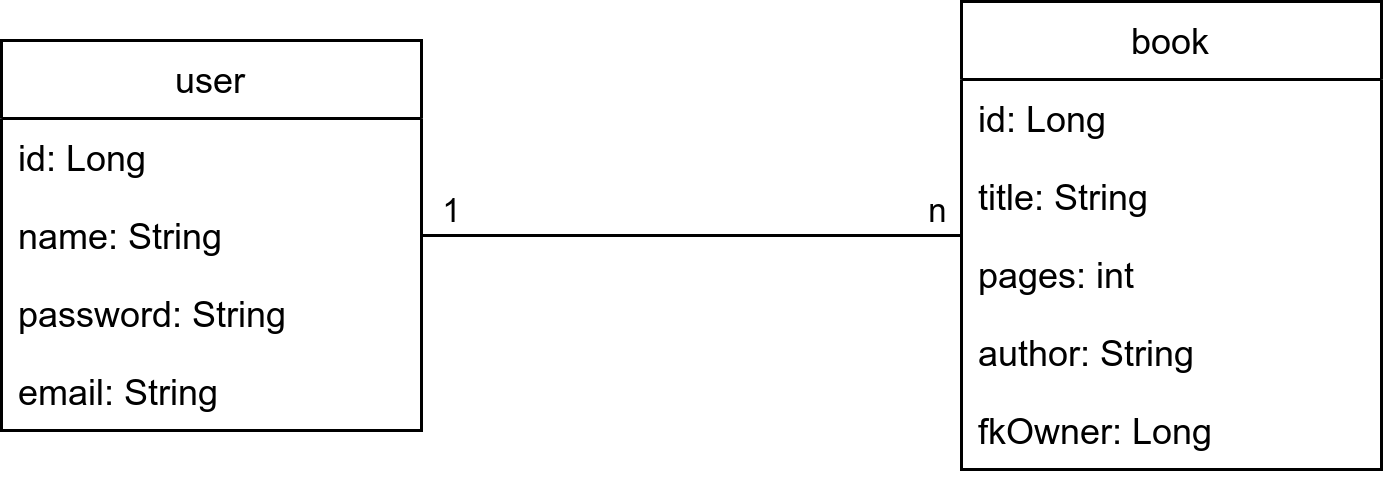 user
id: Long
name: String
password: String
email: String
1
n
book
id: Long
title: String
pages: int
author: String
fkOwner: Long